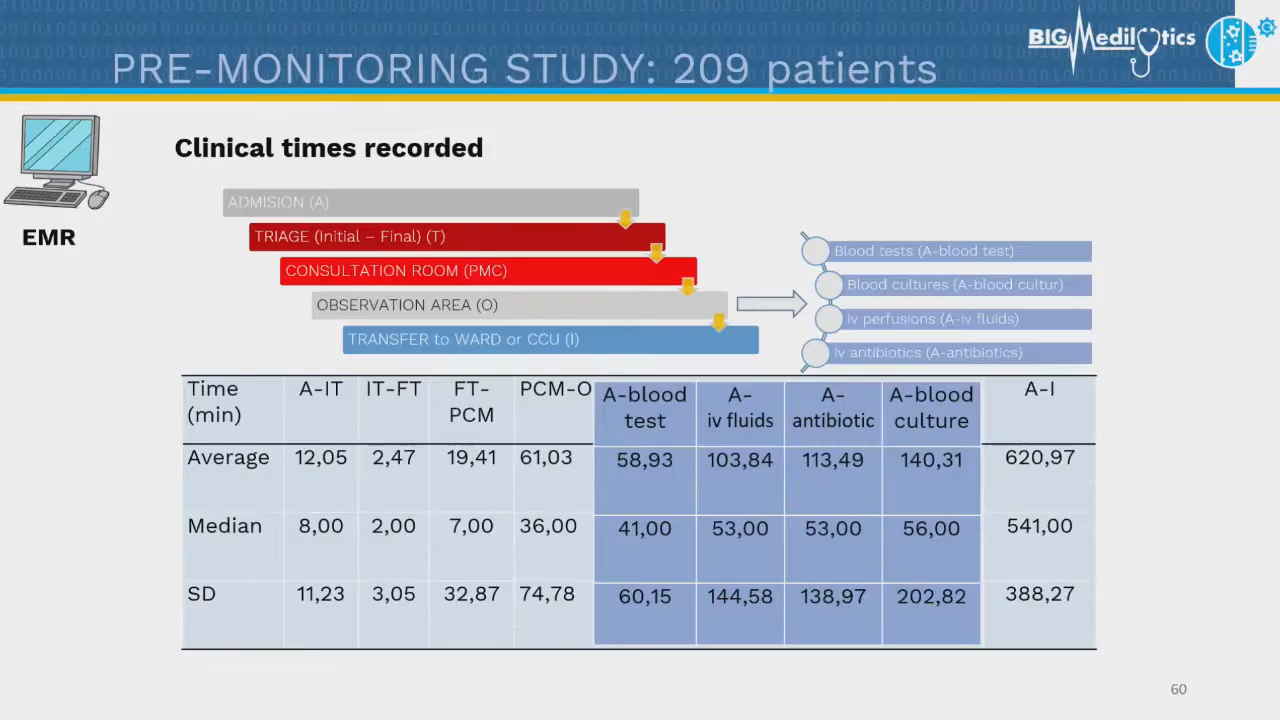 BIGMedilytics
PRE-MONITORING STUDY: 209 patients
Clinical times recorded
EMR
ADMISION (A)
TRIAGE (Initial – Final) (T)
CONSULTATION ROOM (PMC)
OBSERVATION AREA (O)
TRANSFER to WARD or CCU (I)
Blood tests (A-blood test)
Blood cultures (A-blood cultur)
iv perfusions (A-iv fluids)
iv antibiotics (A-antibiotics)
Time (min) A-IT IT-FT FT-PCM PCM-O A-blood test A-iv fluids A-antibiotic A-blood culture A-I
Average 12,05 2,47 19,41 61,03 58,93 103,84 113,49 140,31 620,97
Median 8,00 2,00 7,00 36,00 41,00 53,00 53,00 56,00 541,00
SD 11,23 3,05 32,87 74,78 60,15 144,58 138,97 202,82 388,27
60